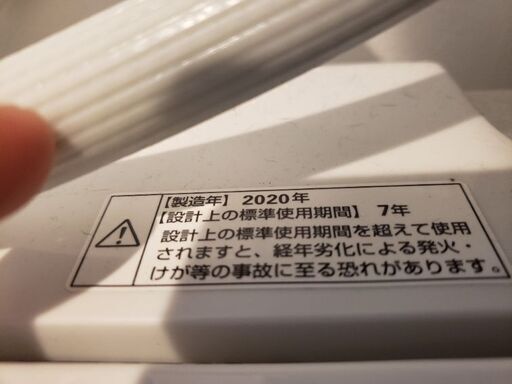 【製造年】 2020年
【設計上の標準使用期間】 7年
設計上の標準使用期間を超えて使用
されますと、経年劣化による発火・
けが等の事故に至る恐れがあります。